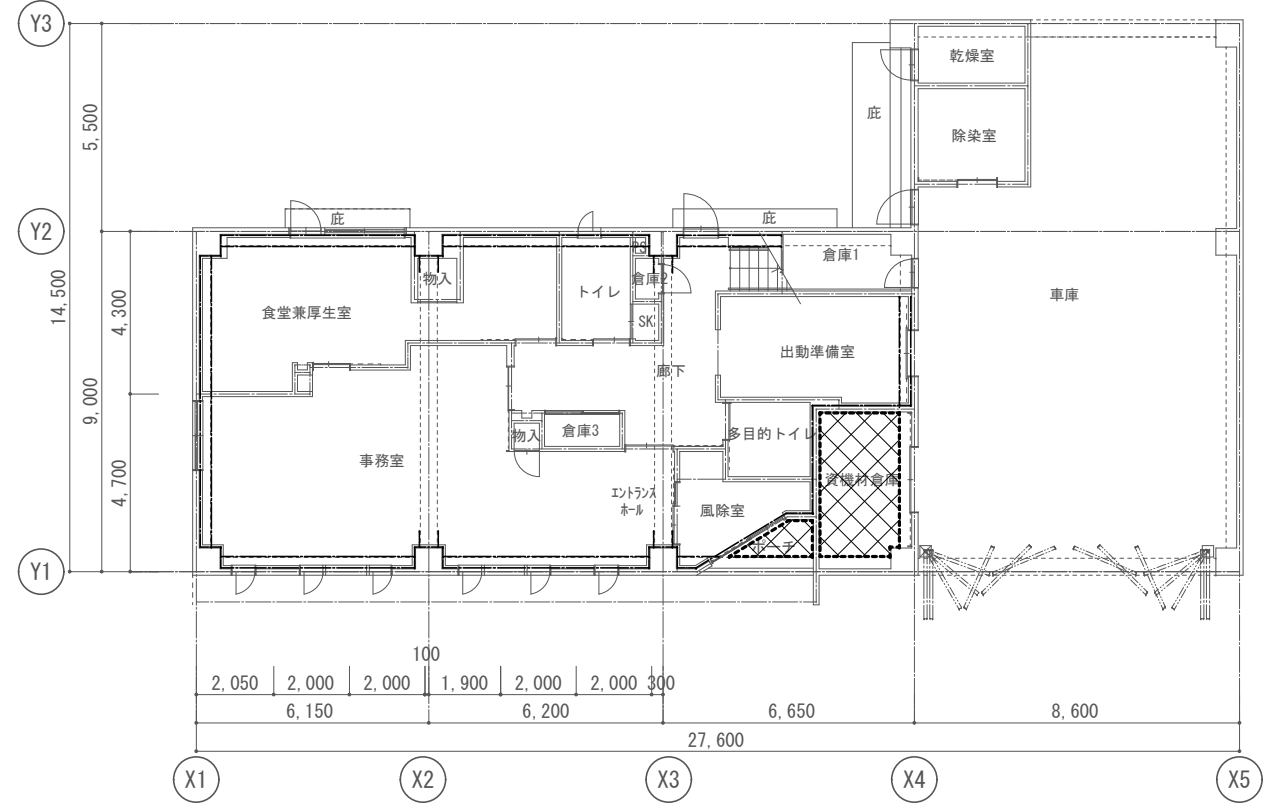 Y3
乾燥室
5,500
庇
除染室
庇
庇
Y2
PS
倉庫1
物入
倉庫2
トイレ
車庫
14,500
4,300
食堂兼厚生室
SK
出動準備室
廊下
9,000
物入
倉庫3
多目的トイレ
事務室
4,700
資機材倉庫
エントランス
ホール
風除室
ポーチ
Y1
100
2,050
2,000
2,000
1,900
2,000
2,000
300
6,150
6,200
6,650
8,600
27,600
X1
X2
X3
X4
X5